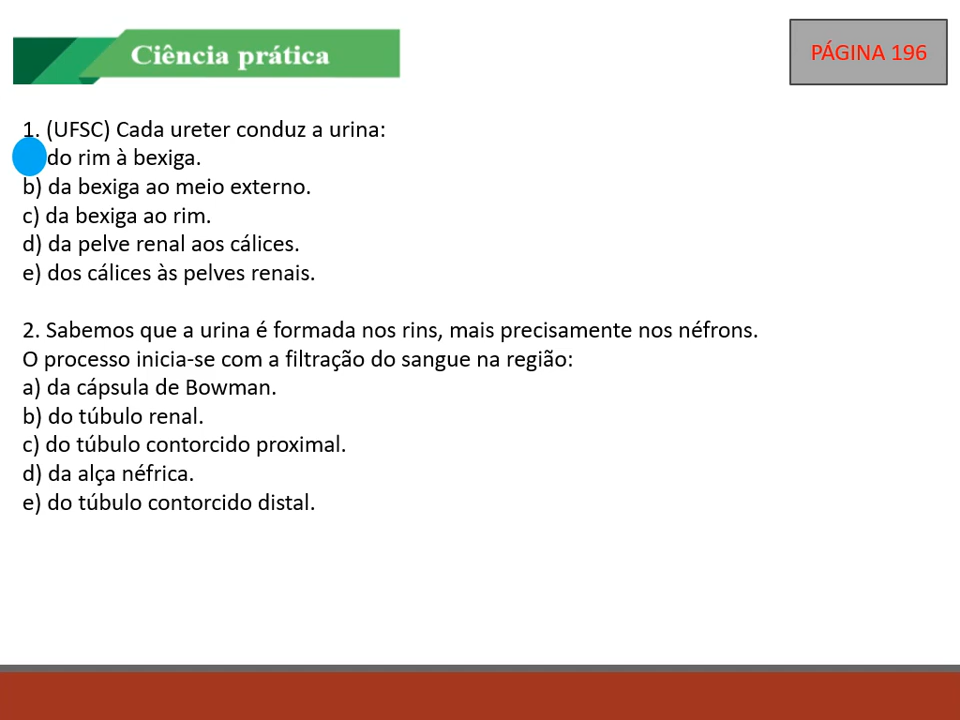 Ciência prática
PÁGINA 196
1. (UFSC) Cada ureter conduz a urina:
do rim à bexiga.
b) da bexiga ao meio externo.
c) da bexiga ao rim.
d) da pelve renal aos cálices.
e) dos cálices às pelves renais.
2. Sabemos que a urina é formada nos rins, mais precisamente nos néfrons.
O processo inicia-se com a filtração do sangue na região:
a) da cápsula de Bowman.
b) do túbulo renal.
c) do túbulo contorcido proximal.
d) da alça néfrica.
e) do túbulo contorcido distal.